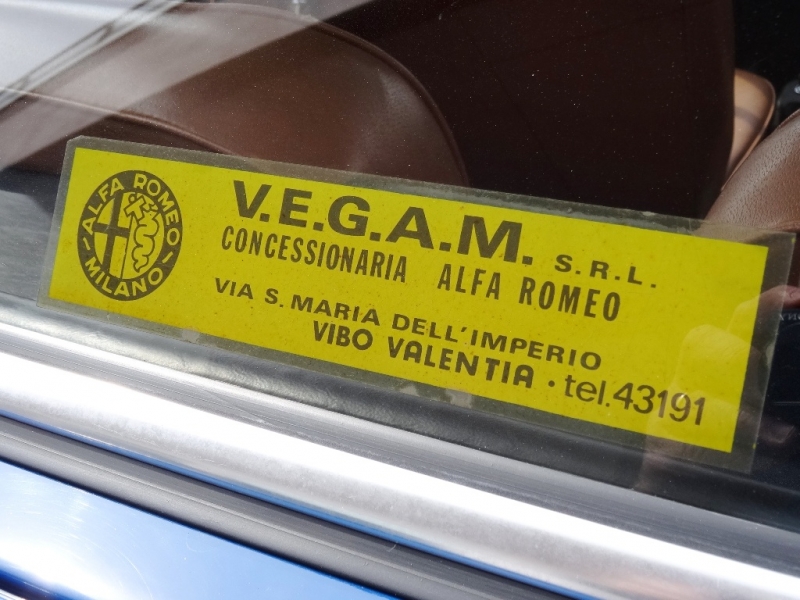 ALFA ROMEO
MILANO
V.E.G.A.M. S.R.L.
CONCESSIONARIA ALFA ROMEO
VIA S. MARIA DELL'IMPERIO
VIBO VALENTIA · tel.43191